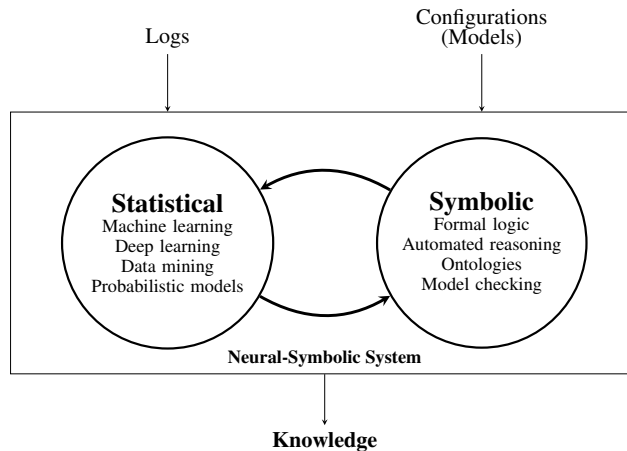 Logs
Configurations
(Models)
Statistical
Machine learning
Deep learning
Data mining
Probabilistic models
Symbolic
Formal logic
Automated reasoning
Ontologies
Model checking
Neural-Symbolic System
Knowledge